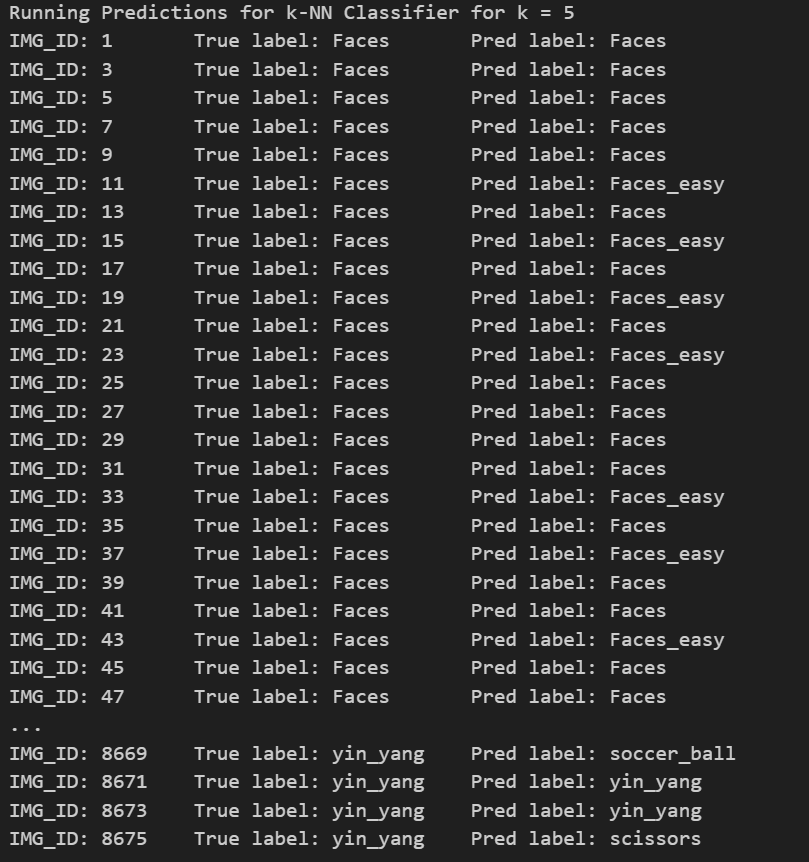 Running Predictions for k-NN Classifier for k = 5
IMG_ID: 1 True label: Faces Pred label: Faces
IMG_ID: 3 True label: Faces Pred label: Faces
IMG_ID: 5 True label: Faces Pred label: Faces
IMG_ID: 7 True label: Faces Pred label: Faces
IMG_ID: 9 True label: Faces Pred label: Faces
IMG_ID: 11 True label: Faces Pred label: Faces_easy
IMG_ID: 13 True label: Faces Pred label: Faces
IMG_ID: 15 True label: Faces Pred label: Faces_easy
IMG_ID: 17 True label: Faces Pred label: Faces
IMG_ID: 19 True label: Faces Pred label: Faces_easy
IMG_ID: 21 True label: Faces Pred label: Faces
IMG_ID: 23 True label: Faces Pred label: Faces_easy
IMG_ID: 25 True label: Faces Pred label: Faces
IMG_ID: 27 True label: Faces Pred label: Faces
IMG_ID: 29 True label: Faces Pred label: Faces
IMG_ID: 31 True label: Faces Pred label: Faces
IMG_ID: 33 True label: Faces Pred label: Faces_easy
IMG_ID: 35 True label: Faces Pred label: Faces
IMG_ID: 37 True label: Faces Pred label: Faces_easy
IMG_ID: 39 True label: Faces Pred label: Faces
IMG_ID: 41 True label: Faces Pred label: Faces
IMG_ID: 43 True label: Faces Pred label: Faces_easy
IMG_ID: 45 True label: Faces Pred label: Faces
IMG_ID: 47 True label: Faces Pred label: Faces
...
IMG_ID: 8669 True label: yin_yang Pred label: soccer_ball
IMG_ID: 8671 True label: yin_yang Pred label: yin_yang
IMG_ID: 8673 True label: yin_yang Pred label: yin_yang
IMG_ID: 8675 True label: yin_yang Pred label: scissors